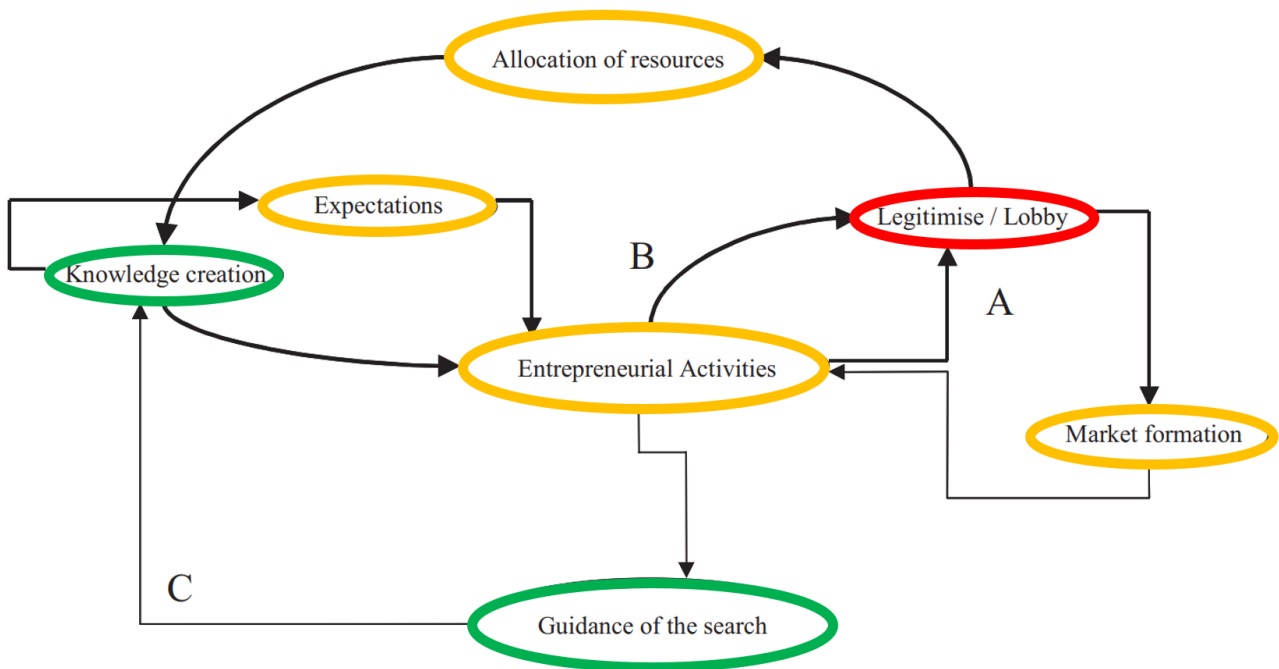 Allocation of resources
Expectations
Legitimise / Lobby
B
Knowledge creation
A
Entrepreneurial Activities
Market formation
C
Guidance of the search